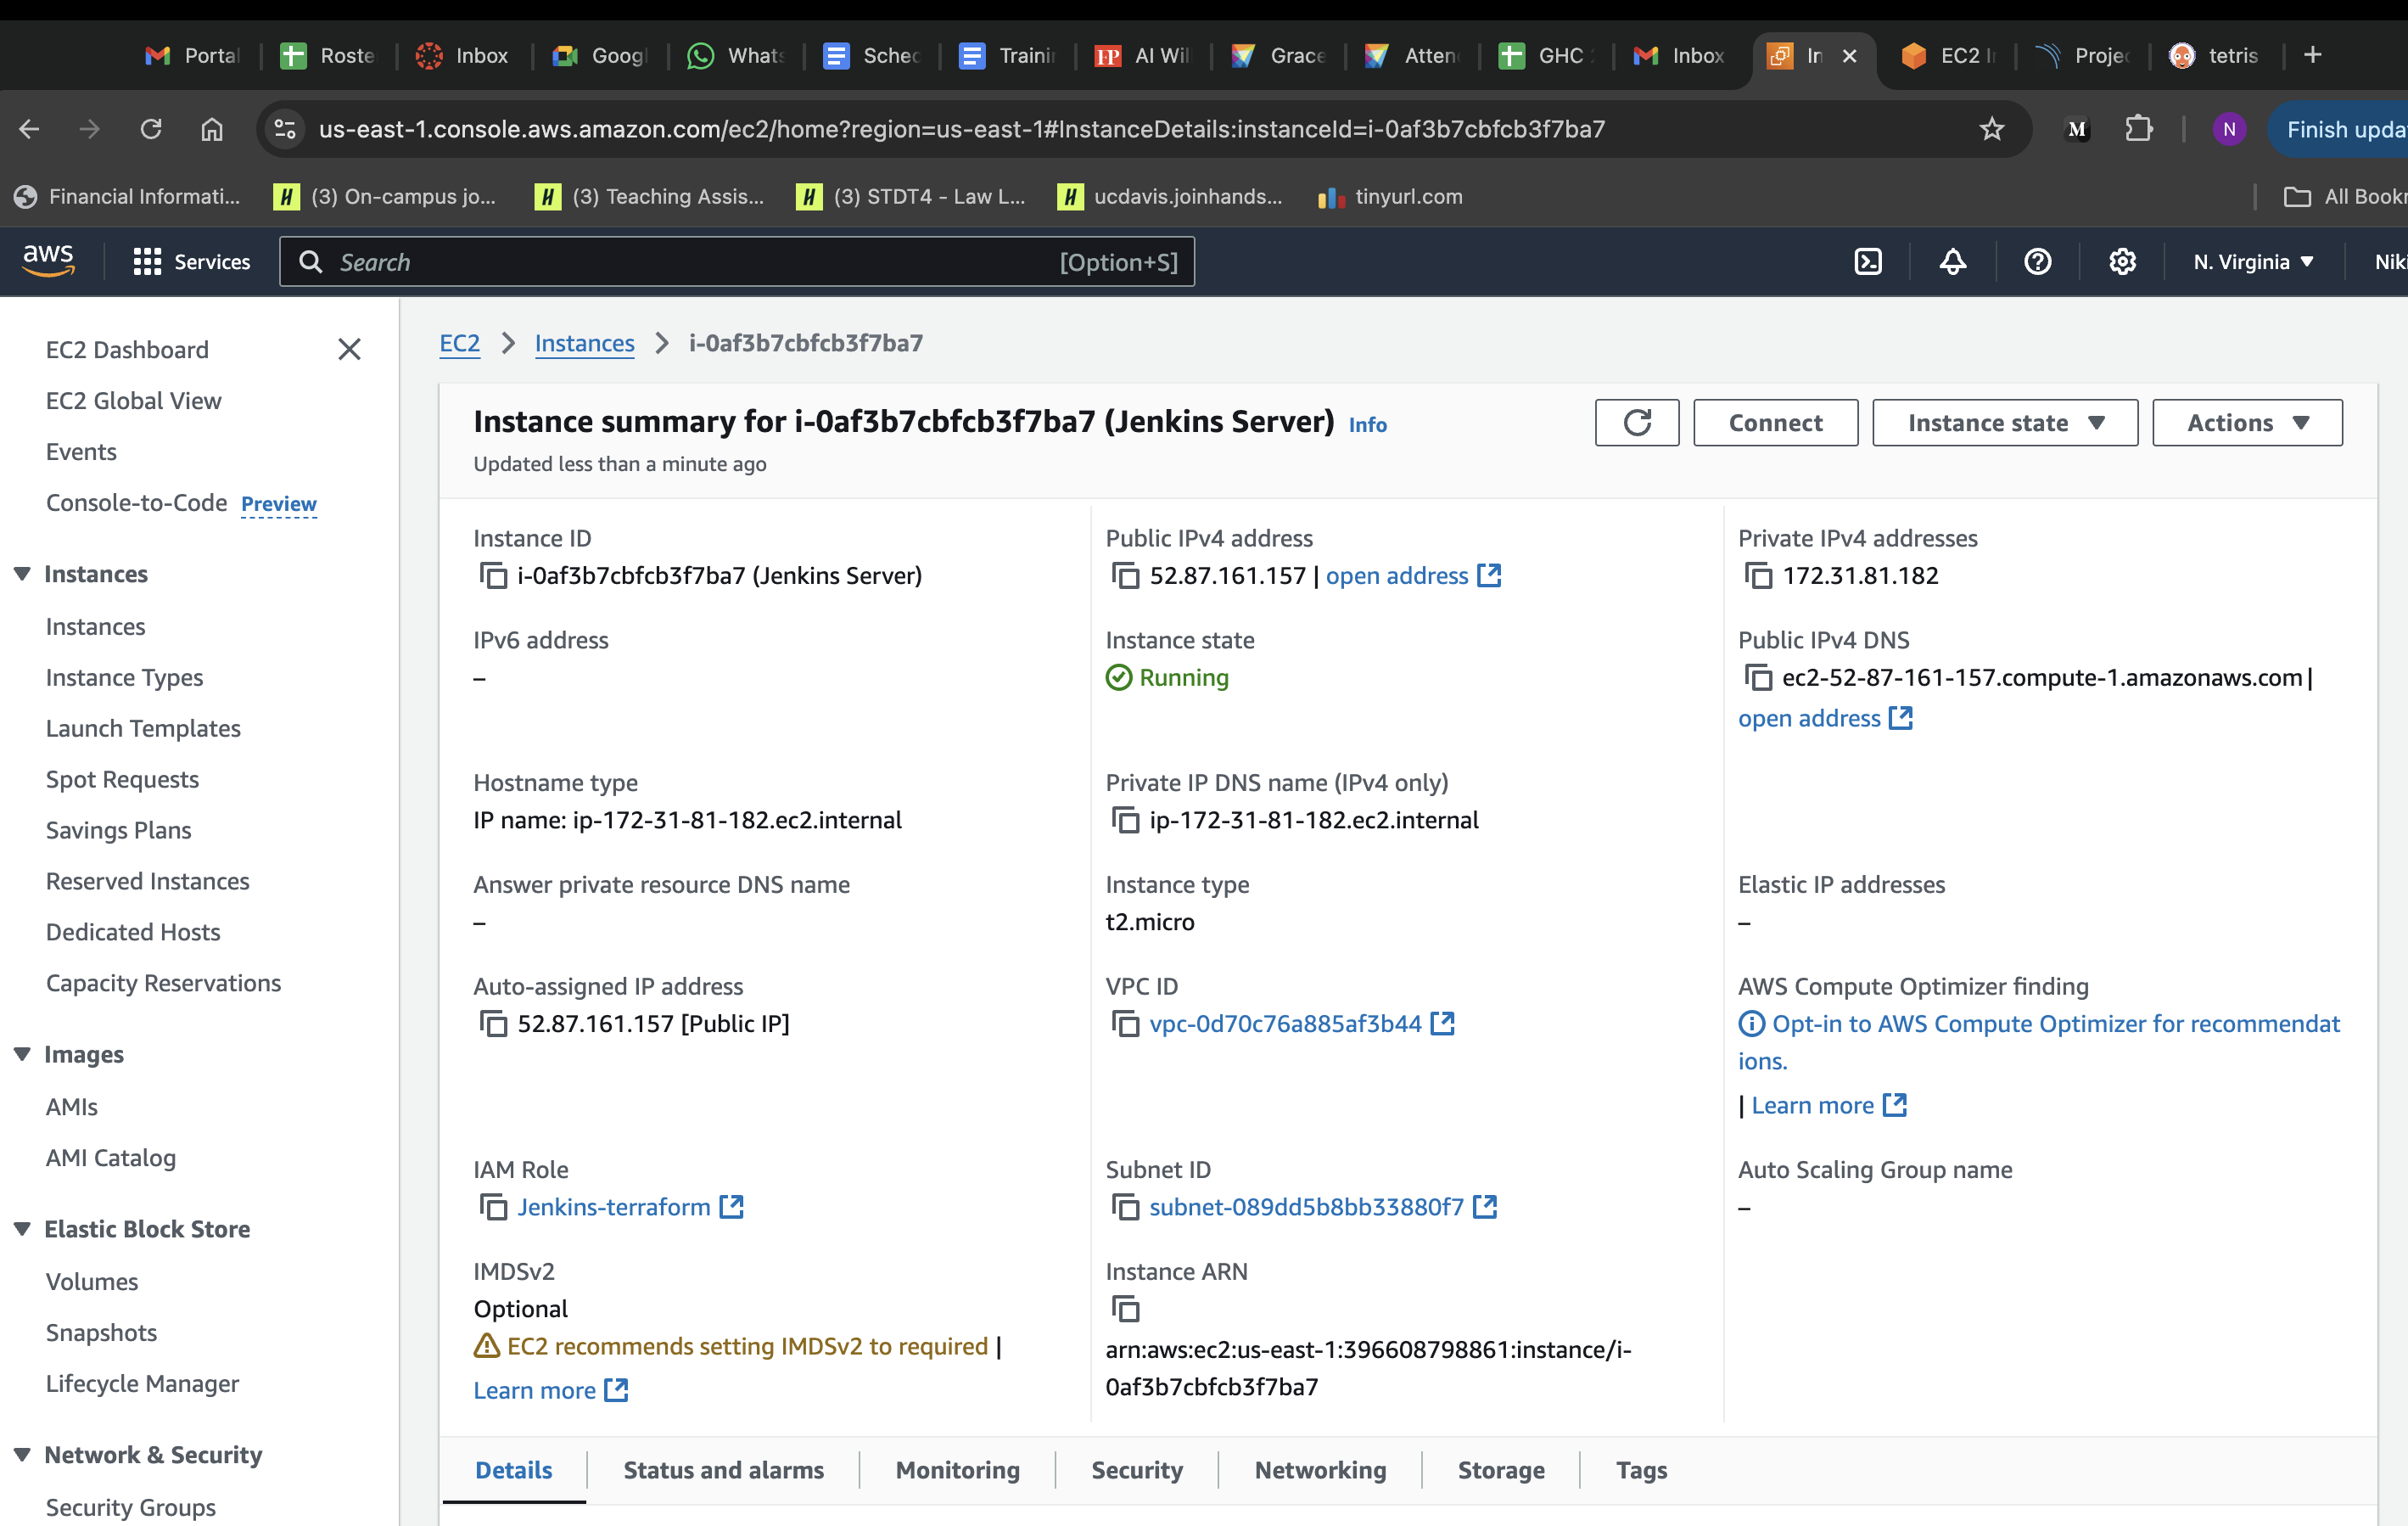 Portal
Roste
Inbox
Googl
Whats
Sched
Trainin
FP AI Will
Grace
Atten
GHC 2
Inbox
In
EC2 In
Projec
tetris
us-east-1.console.aws.amazon.com/ec2/home?region=us-east-1#InstanceDetails:instanceId=i-0af3b7cbfcb3f7ba7
M
N
Finish upda
Financial Informati...
H (3) On-campus jo...
H (3) Teaching Assis...
H (3) STDT4 - Law L...
H ucdavis.joinhands...
tinyurl.com
All Bookr
aws
Services
Search
[Option+S]
N. Virginia
Niki
EC2 Dashboard
EC2 Global View
Events
Console-to-Code Preview
Instances
Instances
Instance Types
Launch Templates
Spot Requests
Savings Plans
Reserved Instances
Dedicated Hosts
Capacity Reservations
Images
AMIs
AMI Catalog
Elastic Block Store
Volumes
Snapshots
Lifecycle Manager
Network & Security
Security Groups
EC2 > Instances > i-0af3b7cbfcb3f7ba7
Instance summary for i-0af3b7cbfcb3f7ba7 (Jenkins Server) Info
Updated less than a minute ago
Connect
Instance state
Actions
Instance ID
i-0af3b7cbfcb3f7ba7 (Jenkins Server)
Public IPv4 address
52.87.161.157 | open address
Private IPv4 addresses
172.31.81.182
IPv6 address
–
Instance state
Running
Public IPv4 DNS
ec2-52-87-161-157.compute-1.amazonaws.com |
open address
Hostname type
IP name: ip-172-31-81-182.ec2.internal
Private IP DNS name (IPv4 only)
ip-172-31-81-182.ec2.internal
Answer private resource DNS name
–
Instance type
t2.micro
Elastic IP addresses
–
Auto-assigned IP address
52.87.161.157 [Public IP]
VPC ID
vpc-0d70c76a885af3b44
AWS Compute Optimizer finding
Opt-in to AWS Compute Optimizer for recommendat
ions.
| Learn more
IAM Role
Jenkins-terraform
Subnet ID
subnet-089dd5b8bb33880f7
Auto Scaling Group name
–
IMDSv2
Optional
EC2 recommends setting IMDSv2 to required |
Learn more
Instance ARN
arn:aws:ec2:us-east-1:396608798861:instance/i-
0af3b7cbfcb3f7ba7
Details
Status and alarms
Monitoring
Security
Networking
Storage
Tags